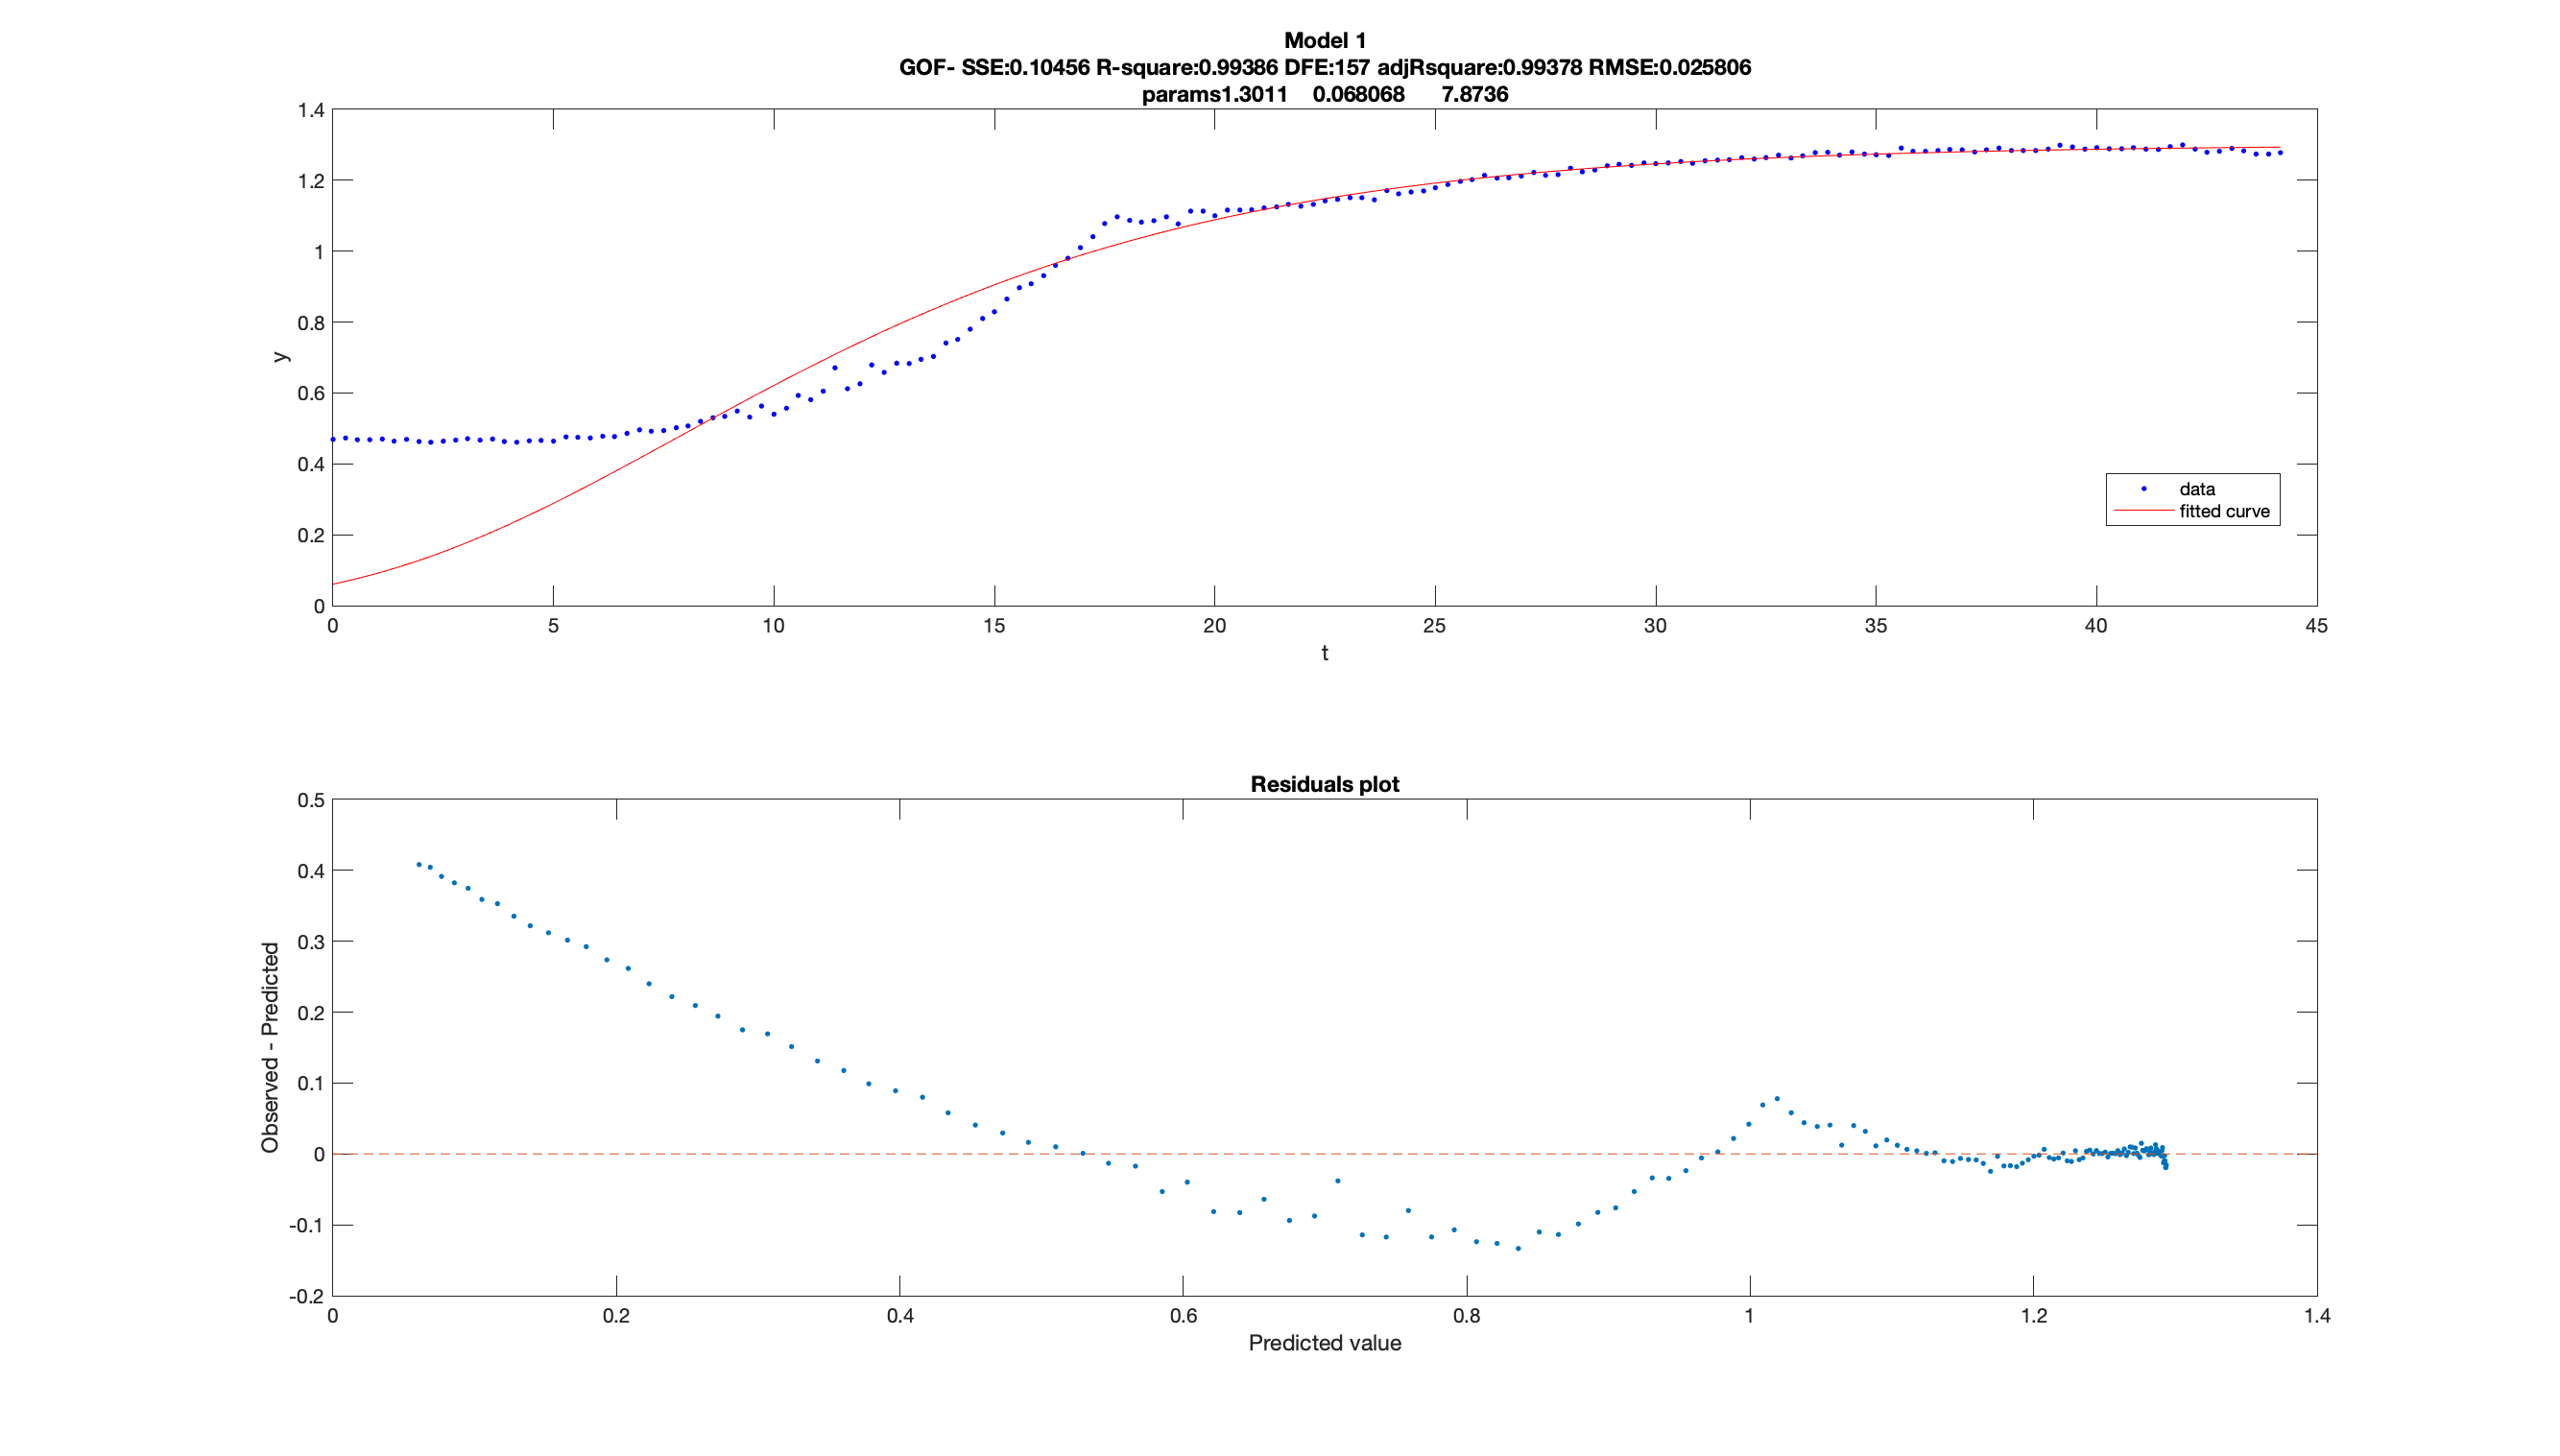 Model 1
GOF- SSE:0.10456 R-square:0.99386 DFE:157 adjRsquare:0.99378 RMSE:0.025806
params1.3011 0.068068 7.8736
1.4
1.2
1
0.8
0.6
0.4
0.2
0
y
0 5 10 15 20 25 30 35 40 45
t
data
fitted curve
Residuals plot
0.5
0.4
0.3
0.2
0.1
0
-0.1
-0.2
Observed - Predicted
0 0.2 0.4 0.6 0.8 1 1.2 1.4
Predicted value